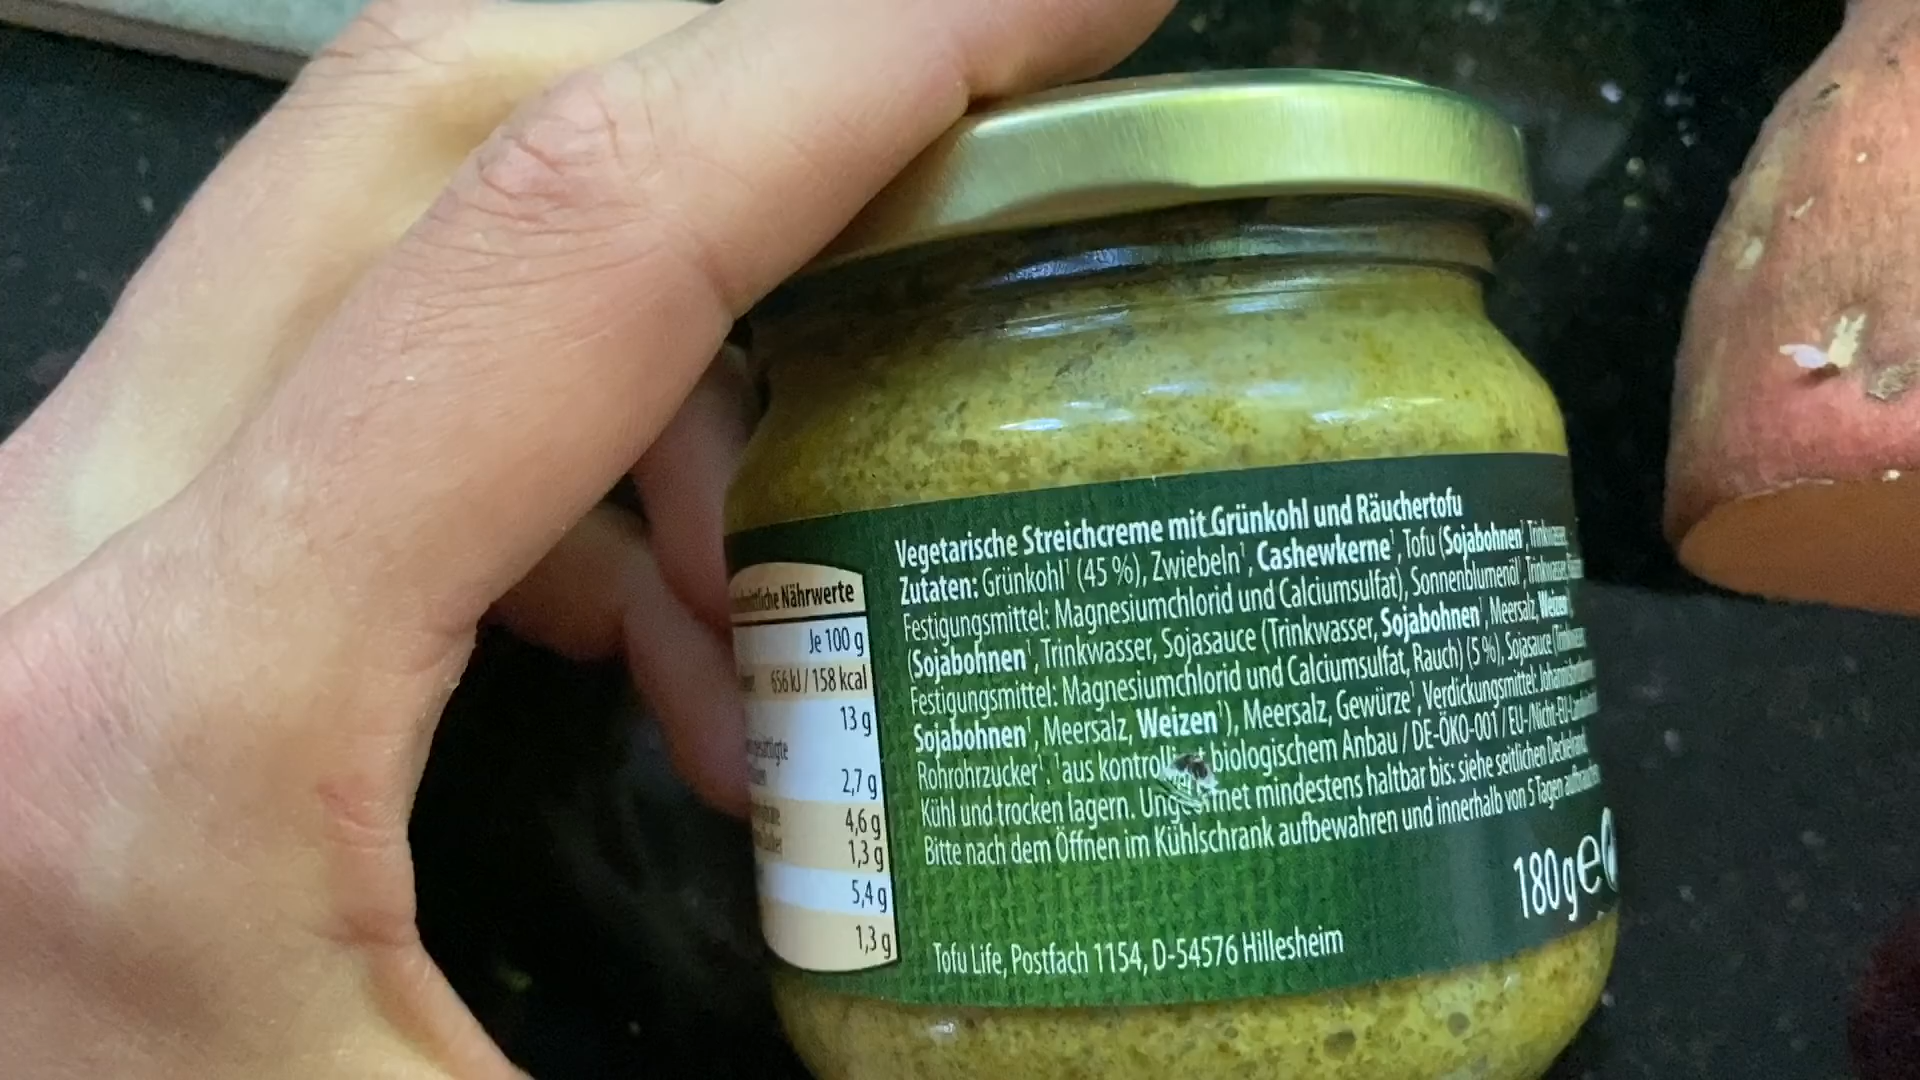 Vegetarische Streichcreme mit Grünkohl und Räuchertofu
Zutaten: Grünkohl¹ (45 %), Zwiebeln¹, Cashewkerne¹, Tofu (Sojabohnen¹, Trinkwasser,
Festigungsmittel: Magnesiumchlorid und Calciumsulfat), Sonnenblumenöl¹, Trinkwasser,
(Sojabohnen¹, Trinkwasser, Sojasauce (Trinkwasser, Sojabohnen¹, Meersalz, Weizen¹),
Festigungsmittel: Magnesiumchlorid und Calciumsulfat, Rauch) (5 %), Sojasauce (Trinkwasser,
Sojabohnen¹, Meersalz, Weizen¹), Meersalz, Gewürze¹, Verdickungsmittel:
Rohrohrzucker¹. ¹aus kontrolliert biologischem Anbau / DE-ÖKO-001 / EU-/Nicht-EU-
Kühl und trocken lagern. Ungeöffnet mindestens haltbar bis: siehe seitlichen Deckelrand.
Bitte nach dem Öffnen im Kühlschrank aufbewahren und innerhalb von 5 Tagen
180 g e
Tofu Life, Postfach 1154, D-54576 Hillesheim
Nährwerte
Je 100 g
656 kJ / 158 kcal
13 g
2,7 g
4,6 g
1,3 g
5,4 g
1,3 g